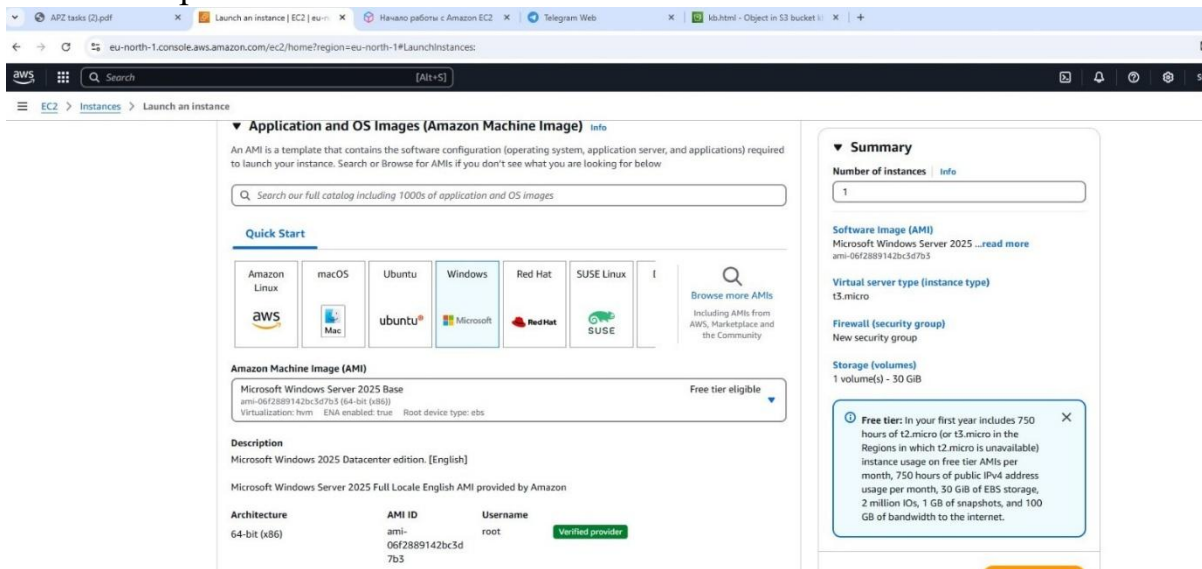 APZ tasks (2).pdf
Launch an instance | EC2 | eu-n
Начало работы с Amazon EC2
Telegram Web
kb.html - Object in S3 bucket
eu-north-1.console.aws.amazon.com/ec2/home?region=eu-north-1#LaunchInstances:
aws
Search
[Alt+S]
EC2 > Instances > Launch an instance
▼ Application and OS Images (Amazon Machine Image) Info
An AMI is a template that contains the software configuration (operating system, application server, and applications) required
to launch your instance. Search or Browse for AMIs if you don't see what you are looking for
below
Search our full catalog including 1000s of application and OS images
Quick Start
Amazon Linux
aws
macOS
Mac
Ubuntu
ubuntu®
Windows
Microsoft
Red Hat
Red Hat
SUSE Linux
SUSE
Browse more AMIs
Including AMIs from
AWS, Marketplace and
the Community
Amazon Machine Image (AMI)
Microsoft Windows Server 2025 Base
Free tier eligible
ami-06f2889142bc3d7b3 (64-bit (x86))
Virtualization: hvm ENA enabled: true Root device type: ebs
Description
Microsoft Windows 2025 Datacenter edition. [English]
Microsoft Windows Server 2025 Full Locale English AMI provided by Amazon
Architecture
64-bit (x86)
AMI ID
ami-
06f2889142bc3d
7b3
Username
root
Verified provider
▼ Summary
Number of instances | Info
1
Software Image (AMI)
Microsoft Windows Server 2025 ...read more
ami-06f2889142bc3d7b3
Virtual server type (instance type)
t3.micro
Firewall (security group)
New security group
Storage (volumes)
1 volume(s) - 30 GiB
Free tier: In your first year includes 750
hours of t2.micro (or t3.micro in the
Regions in which t2.micro is unavailable)
instance usage on free tier AMIs per
month, 750 hours of public IPv4 address
usage per month, 30 GiB of EBS storage,
2 million IOs, 1 GB of snapshots, and 100
GB of bandwidth to the internet.